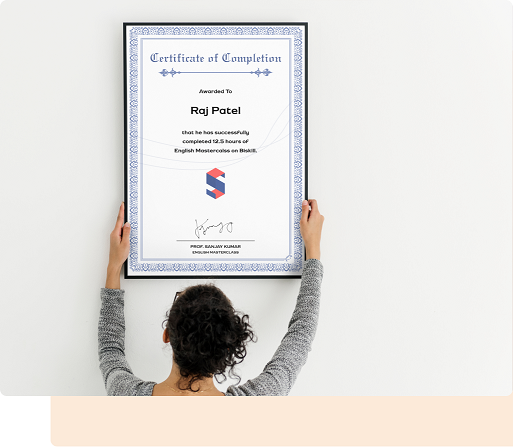 Certificate of Completion
Awarded To
Raj Patel
that he has successfully
completed 12.5 hours of
English Mastercalss on Biskill.
PROF. SANJAY KUMAR
ENGLISH MASTERCLASS